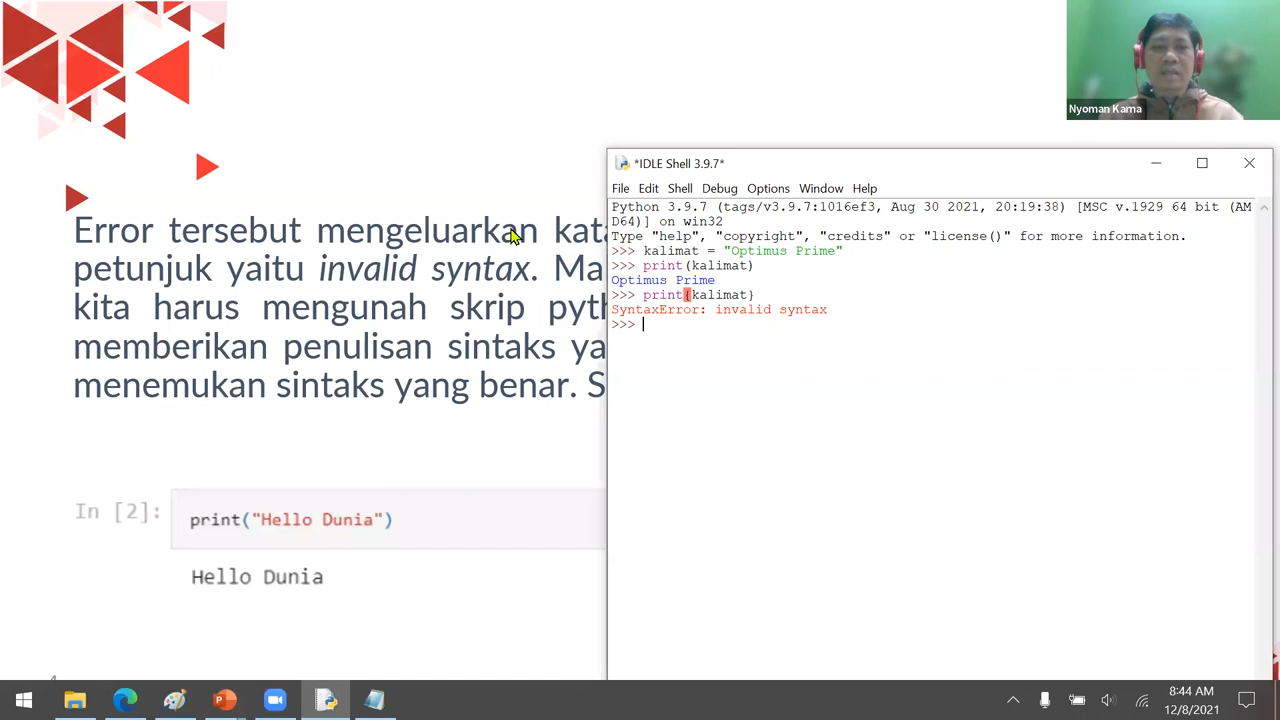 Nyoman Karna
Error tersebut mengeluarkan kata
petunjuk yaitu invalid syntax. Ma
kita harus mengunah skrip pyth
memberikan penulisan sintaks ya
menemukan sintaks yang benar. S
In [2]:
print("Hello Dunia")
Hello Dunia
4
*IDLE Shell 3.9.7*
File Edit Shell Debug Options Window Help
Python 3.9.7 (tags/v3.9.7:1016ef3, Aug 30 2021, 20:19:38) [MSC v.1929 64 bit (AM
D64)] on win32
Type "help", "copyright", "credits" or "license()" for more information.
>>> kalimat = "Optimus Prime"
>>> print(kalimat)
Optimus Prime
>>> print{kalimat}
SyntaxError: invalid syntax
>>>
8:44 AM
12/8/2021